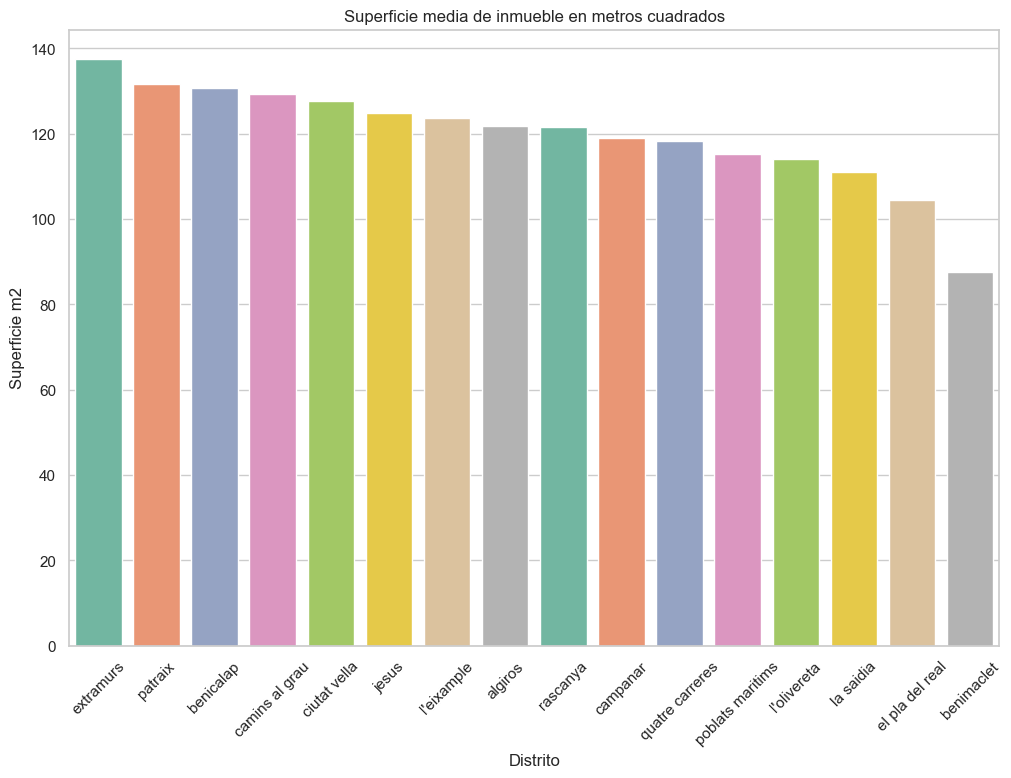 Superficie media de inmueble en metros cuadrados
Superficie m2
140
120
100
80
60
40
20
0
extramurs
patraix
benicalap
camins al grau
ciutat vella
jesus
l'eixample
algiros
rascanya
campanar
quatre carreres
poblats maritims
l'olivereta
la saidia
el pla del real
benimaclet
Distrito